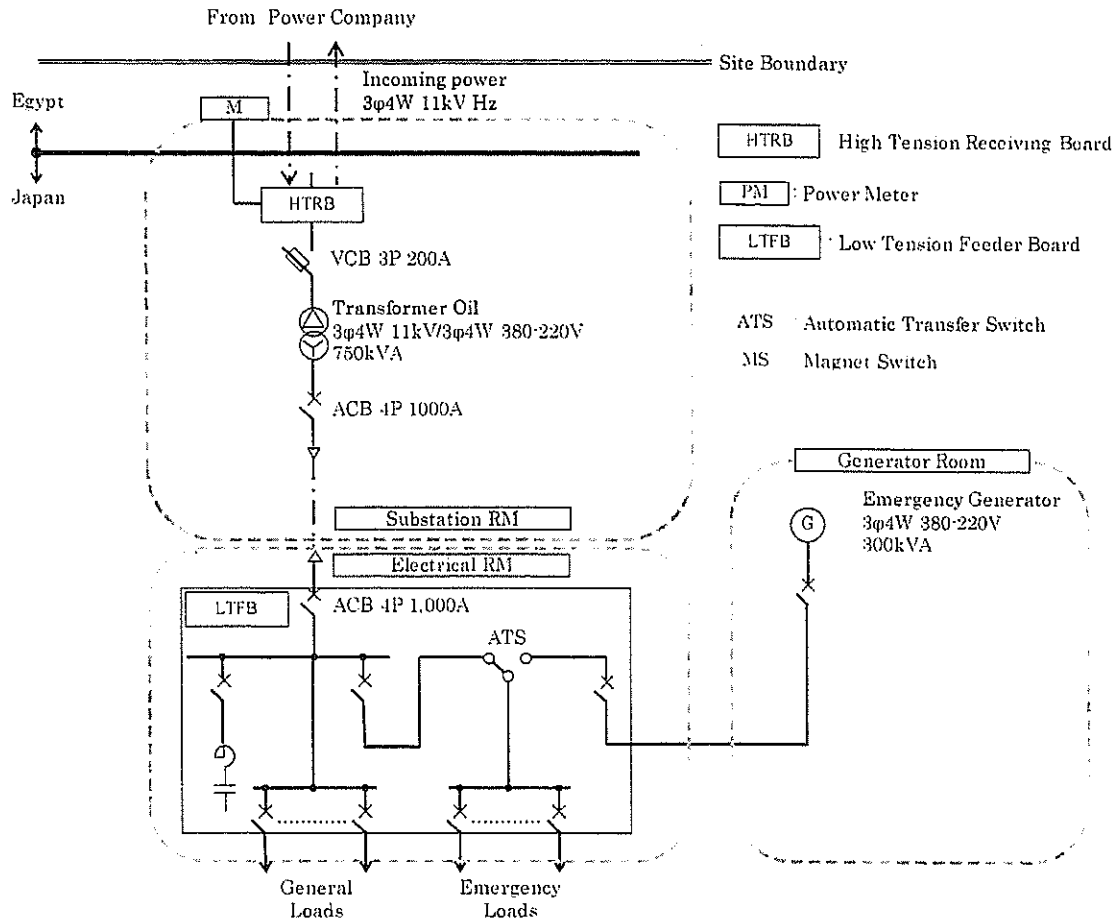 From Power Company
Site Boundary
Incoming power
3φ4W 11kV Hz
Egypt
M
Japan
HTRB
HTRB High Tension Receiving Board
PM : Power Meter
LTFB : Low Tension Feeder Board
VCB 3P 200A
Transformer Oil
3φ4W 11kV/3φ4W 380-220V
750kVA
ATS Automatic Transfer Switch
MS Magnet Switch
ACB 4P 1000A
Substation RM
Generator Room
Emergency Generator
3φ4W 380-220V
300kVA
G
Electrical RM
LTFB
ACB 4P 1,000A
ATS
General
Loads
Emergency
Loads